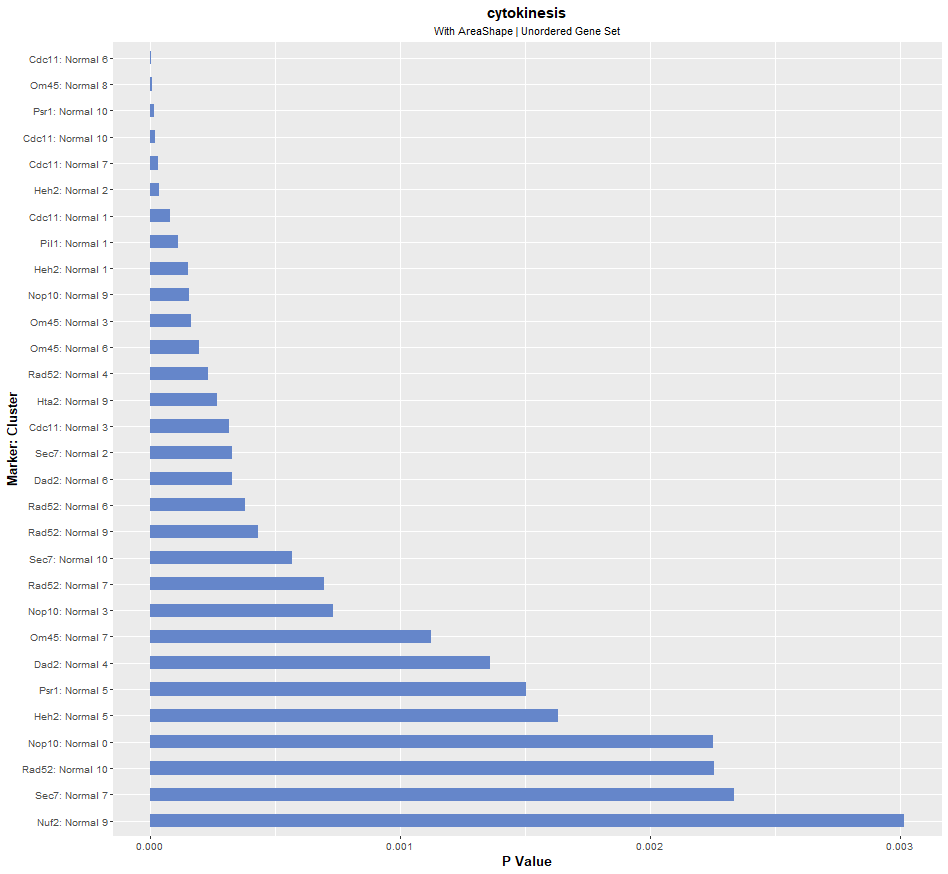 cytokinesis
With AreaShape | Unordered Gene Set
Cdc11: Normal 6
Om45: Normal 8
Psr1: Normal 10
Cdc11: Normal 10
Cdc11: Normal 7
Heh2: Normal 2
Cdc11: Normal 1
Pil1: Normal 1
Heh2: Normal 1
Nop10: Normal 9
Om45: Normal 3
Om45: Normal 6
Rad52: Normal 4
Hta2: Normal 9
Cdc11: Normal 3
Sec7: Normal 2
Dad2: Normal 6
Rad52: Normal 6
Rad52: Normal 9
Sec7: Normal 10
Rad52: Normal 7
Nop10: Normal 3
Om45: Normal 7
Dad2: Normal 4
Psr1: Normal 5
Heh2: Normal 5
Nop10: Normal 0
Rad52: Normal 10
Sec7: Normal 7
Nuf2: Normal 9
Marker: Cluster
0.000 0.001 0.002 0.003
P Value